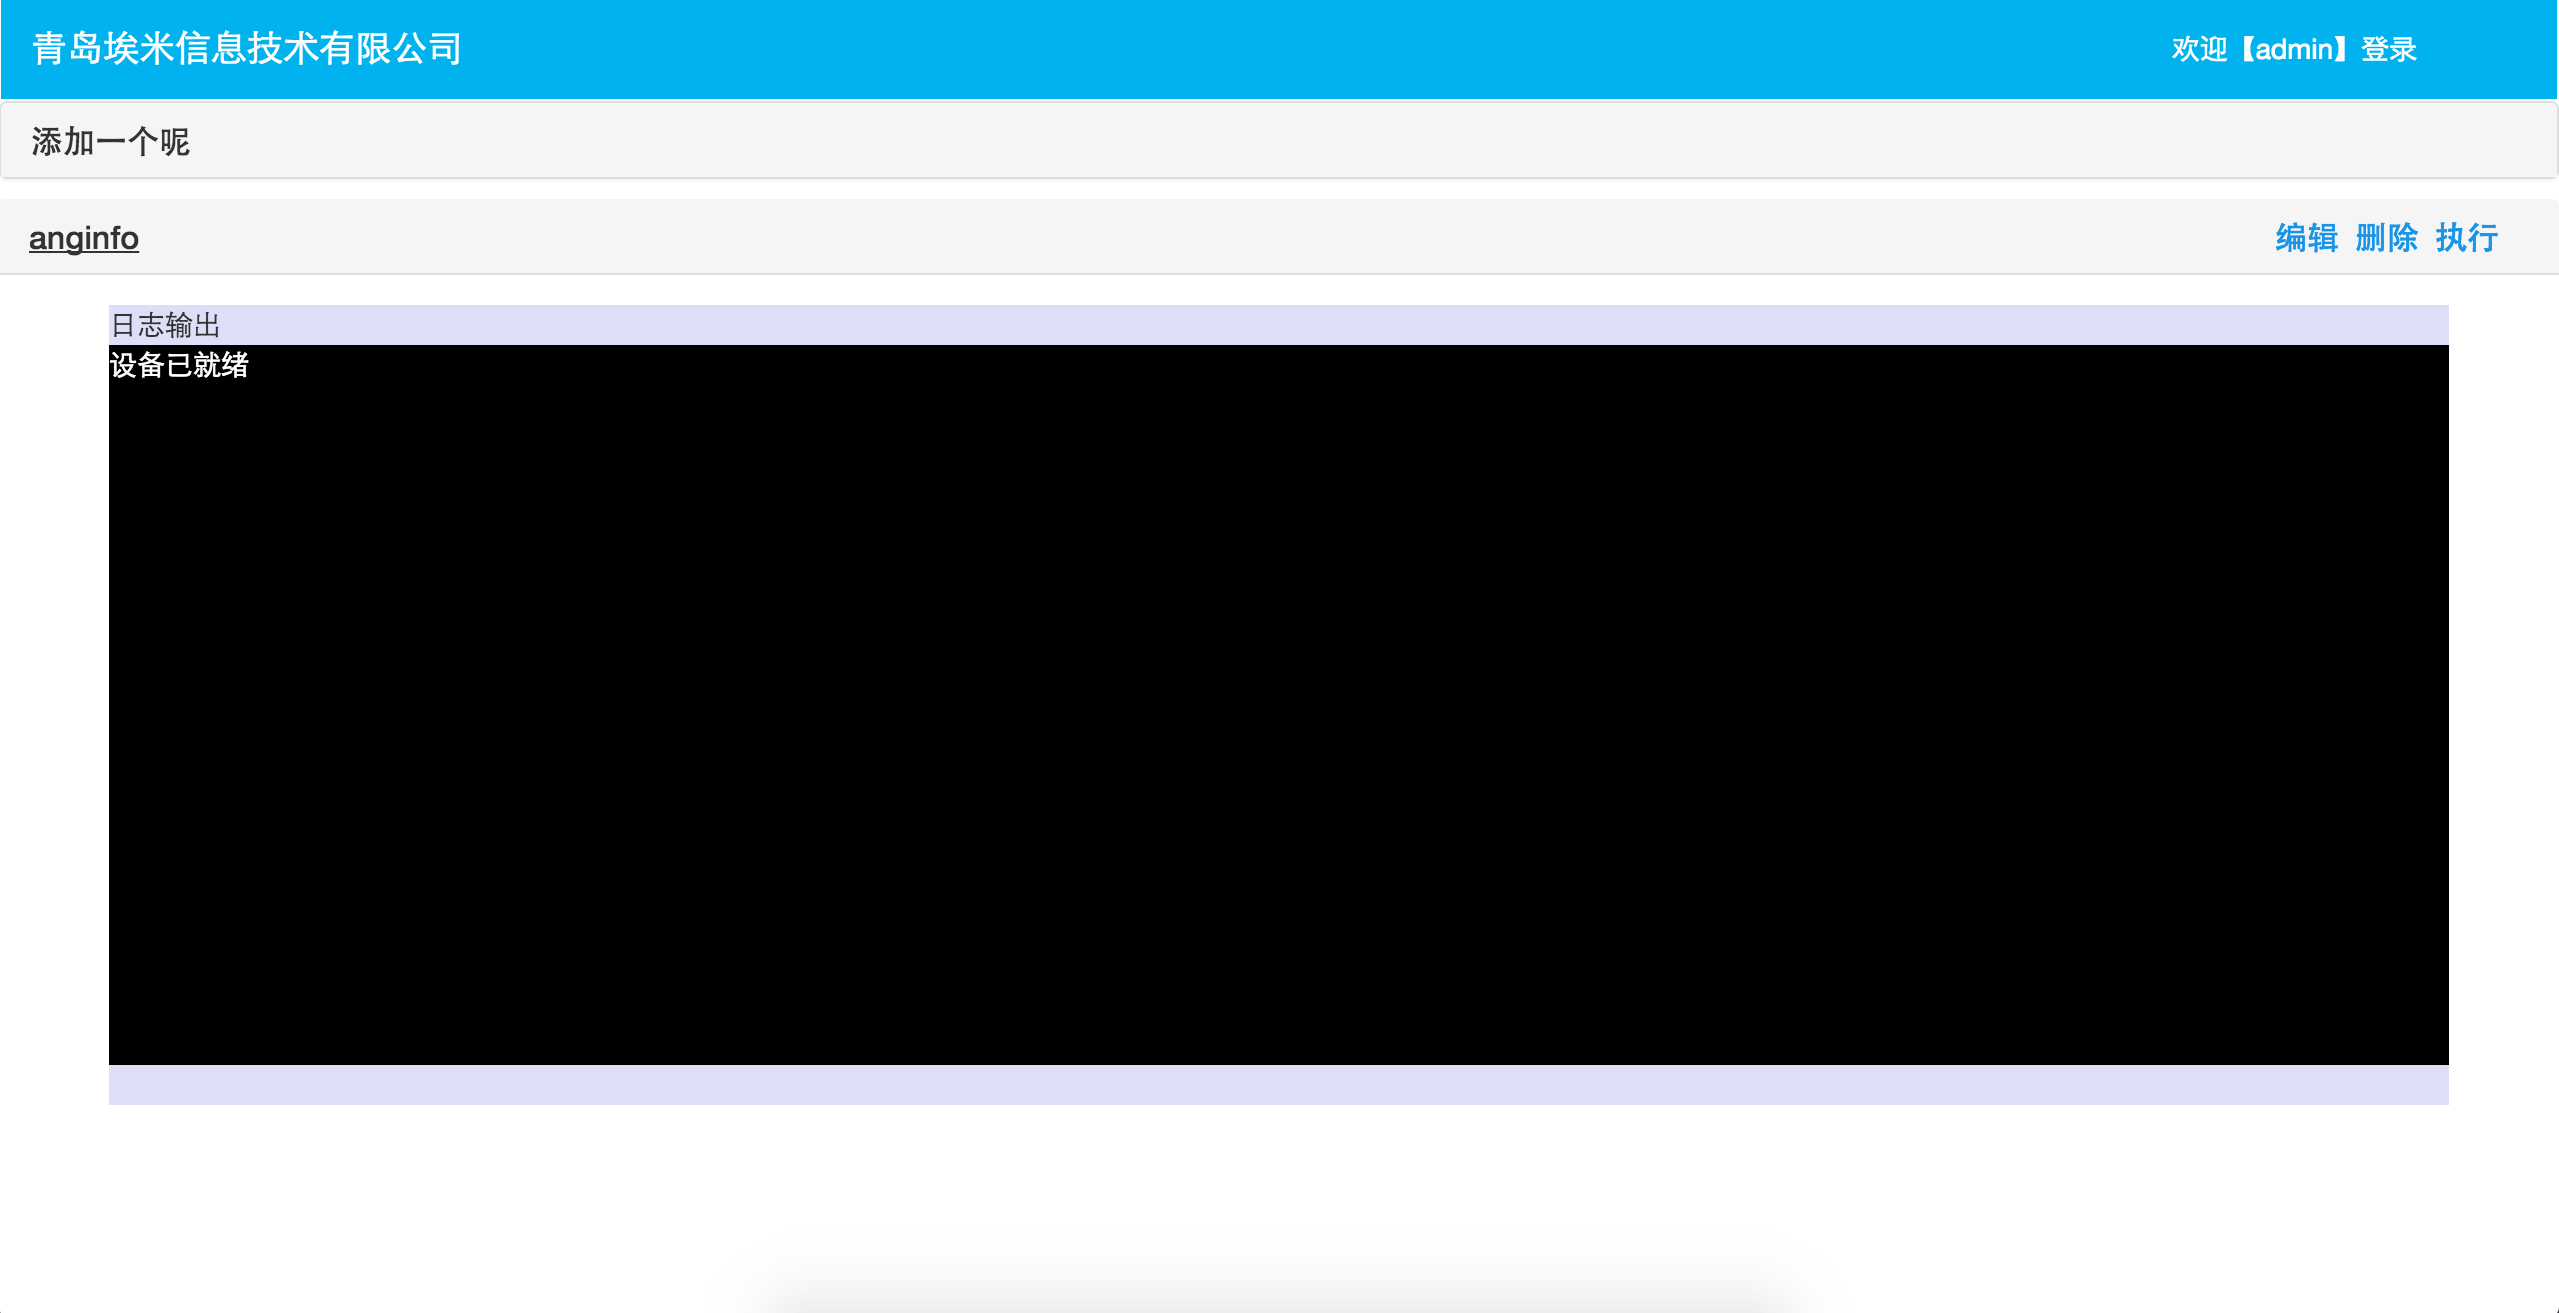 青岛埃米信息技术有限公司
欢迎【admin】登录
添加一个呢
anginfo
编辑 删除 执行
日志输出
设备已就绪